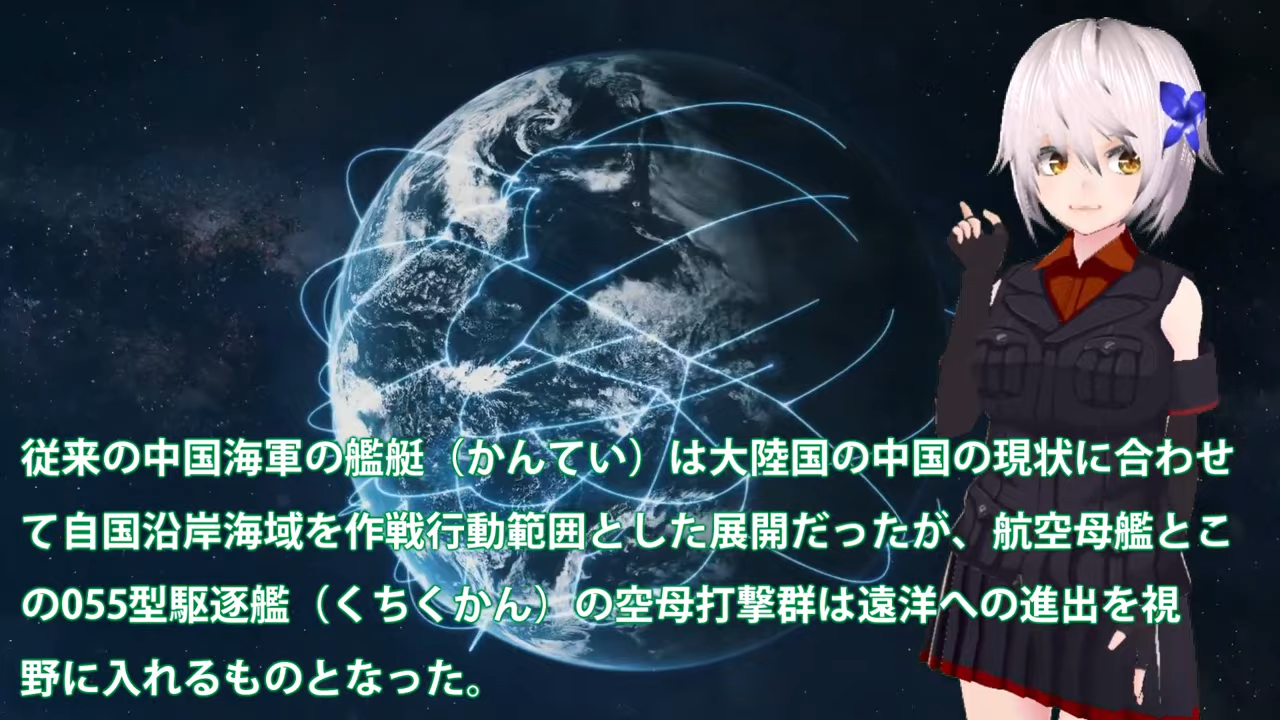 従来の中国海軍の艦艇（かんてい）は大陸国の中国の現状に合わせ
て自国沿岸海域を作戦行動範囲とした展開だったが、航空母艦とこ
の055型駆逐艦（くちくかん）の空母打撃群は遠洋への進出を視
野に入れるものとなった。